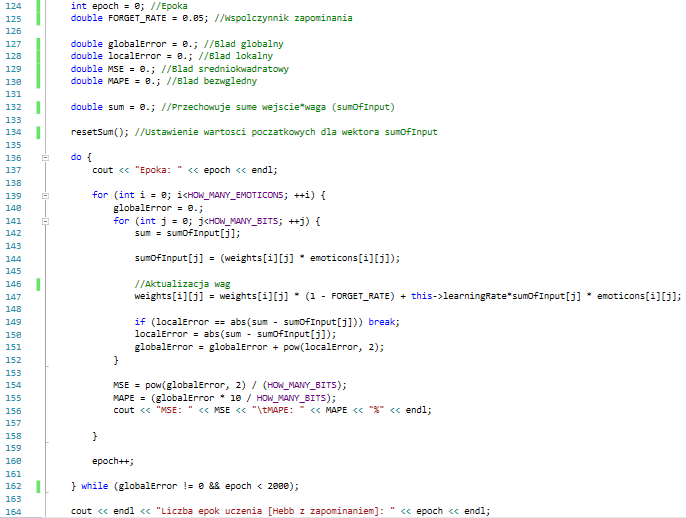 124 int epoch = 0; //Epoka
125 double FORGET_RATE = 0.05; //Wspolczynnik zapominania
126
127 double globalError = 0.; //Blad globalny
128 double localError = 0.; //Blad lokalny
129 double MSE = 0.; //Blad sredniokwadratowy
130 double MAPE = 0.; //Blad bezwgledny
131
132 double sum = 0.; //Przechowuje sume wejscie*waga (sumOfInput)
133
134 resetSum(); //Ustawienie wartosci poczatkowych dla wektora sumOfInput
135
136 do {
137 cout << "Epoka: " << epoch << endl;
138
139 for (int i = 0; i<HOW_MANY_EMOTICONS; ++i) {
140 globalError = 0.;
141 for (int j = 0; j<HOW_MANY_BITS; ++j) {
142 sum = sumOfInput[j];
143
144 sumOfInput[j] = (weights[i][j] * emoticons[i][j]);
145
146 //Aktualizacja wag
147 weights[i][j] = weights[i][j] * (1 - FORGET_RATE) + this->learningRate*sumOfInput[j] * emoticons[i][j];
148
149 if (localError == abs(sum - sumOfInput[j])) break;
150 localError = abs(sum - sumOfInput[j]);
151 globalError = globalError + pow(localError, 2);
152 }
153
154 MSE = pow(globalError, 2) / (HOW_MANY_BITS);
155 MAPE = (globalError * 10 / HOW_MANY_BITS);
156 cout << "MSE: " << MSE << "\tMAPE: " << MAPE << "%" << endl;
157
158 }
159
160 epoch++;
161
162 } while (globalError != 0 && epoch < 2000);
163
164 cout << endl << "Liczba epok uczenia [Hebb z zapominaniem]: " << epoch << endl;